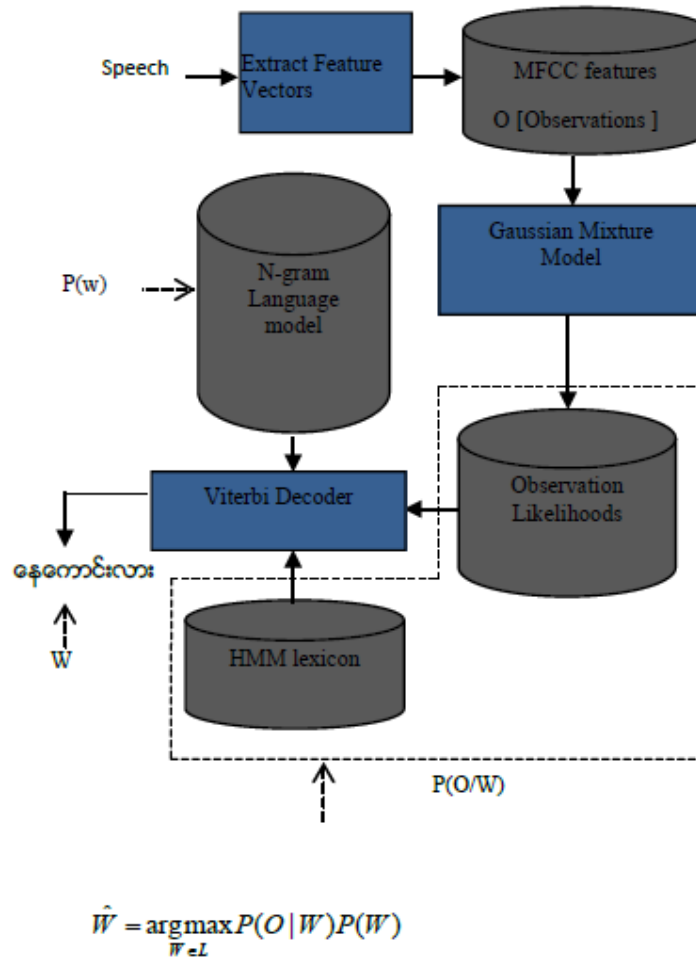 Speech
Extract Feature
Vectors
MFCC features
O [Observations ]
Gaussian Mixture
Model
P(w)
N-gram
Language
model
Viterbi Decoder
Observation
Likelihoods
နေကောင်းလား
W
HMM lexicon
P(O/W)
Ŵ = argmax P(O | W)P(W)
W∈L